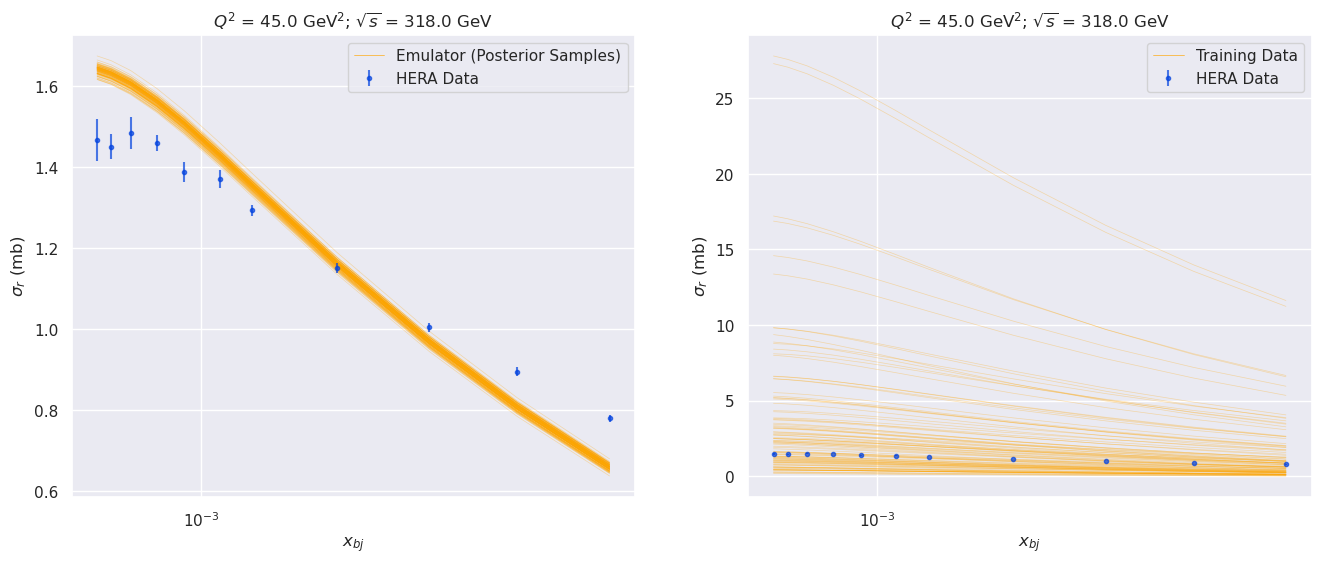 Q² = 45.0 GeV²; √s = 318.0 GeV
Emulator (Posterior Samples)
HERA Data
σr (mb)
1.6
1.4
1.2
1.0
0.8
0.6
10⁻³
xbj
Q² = 45.0 GeV²; √s = 318.0 GeV
Training Data
HERA Data
σr (mb)
25
20
15
10
5
0
10⁻³
xbj